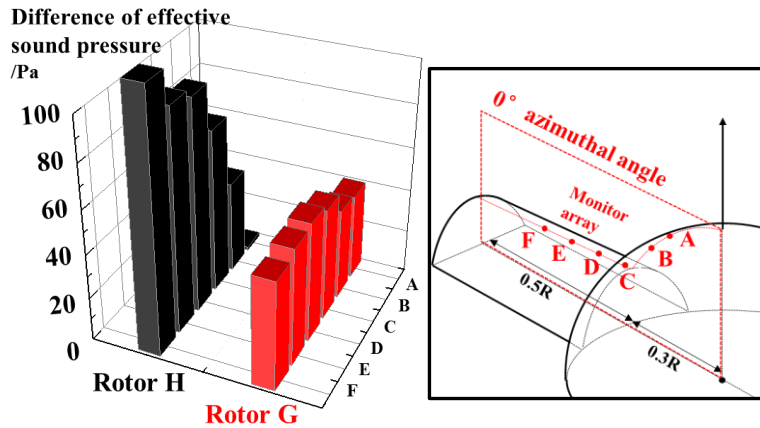 Difference of effective
sound pressure
/Pa
100
80
60
40
20
0
A
B
C
D
E
F
Rotor H
Rotor G
0° azimuthal angle
Monitor
array
F
E
D
C
B
A
0.5R
0.3R